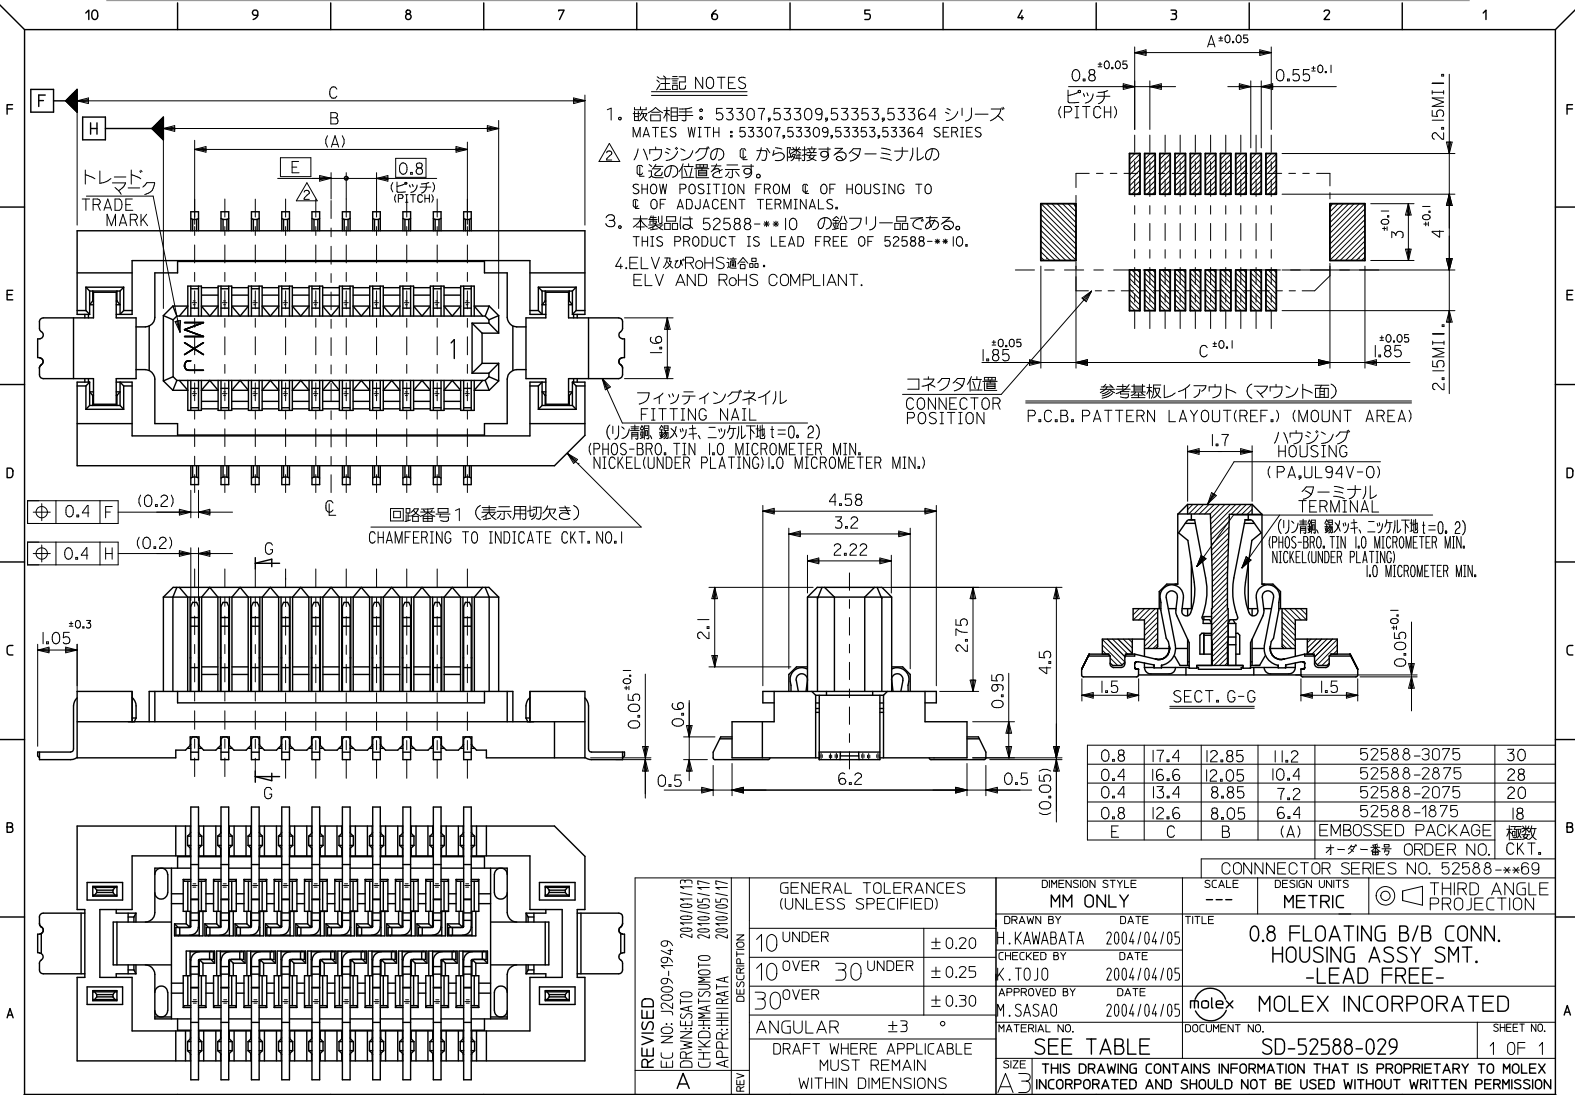 10 9 8 7 6 5 4 3 2 1
F
E
D
C
B
A
F
E
D
C
B
A
F
C
H
B
(A)
E
2
0.8
(ピッチ)
(PITCH)
トレード
マーク
TRADE
MARK
MXJ
1
1.6
フィッティングネイル
FITTING NAIL
(リン青銅、錫メッキ、ニッケル下地 t=0.2)
(PHOS-BRO. TIN 1.0 MICROMETER MIN.
NICKEL(UNDER PLATING)1.0 MICROMETER MIN.)
⌖ 0.4 F
(0.2)
℄
回路番号1 (表示用切欠き)
CHAMFERING TO INDICATE CKT. NO.1
⌖ 0.4 H
(0.2)
注記 NOTES
1。嵌合相手: 53307,53309,53353,53364 シリーズ
MATES WITH : 53307,53309,53353,53364 SERIES
2 ハウジングの ℄ から隣接するターミナルの
℄迄の位置を示す。
SHOW POSITION FROM ℄ OF HOUSING TO
℄ OF ADJACENT TERMINALS.
3。本製品は 52588-**10 の鉛フリー品である。
THIS PRODUCT IS LEAD FREE OF 52588-**10.
4.ELV及びRoHS適合品.
ELV AND RoHS COMPLIANT.
A±0.05
0.8±0.05
ピッチ
(PITCH)
0.55±0.1
2.15MIN.
3±0.1
4±0.1
2.15MIN.
1.85±0.05
C±0.1
1.85±0.05
コネクタ位置
CONNECTOR
POSITION
参考基板レイアウト (マウント面)
P.C.B. PATTERN LAYOUT(REF.) (MOUNT AREA)
G
G
1.05±0.3
0.05±0.1
4.58
3.2
2.22
2.1
2.75
4.5
0.6
0.95
0.5
6.2
0.5
(0.05)
1.7
ハウジング
HOUSING
(PA,UL94V-0)
ターミナル
TERMINAL
(リン青銅、錫メッキ、ニッケル下地 t=0.2)
(PHOS-BRO. TIN 1.0 MICROMETER MIN.
NICKEL(UNDER PLATING)
1.0 MICROMETER MIN.
0.05±0.1
1.5
1.5
SECT. G-G
0.8 17.4 12.85 11.2 52588-3075 30
0.4 16.6 12.05 10.4 52588-2875 28
0.4 13.4 8.85 7.2 52588-2075 20
0.8 12.6 8.05 6.4 52588-1875 18
E C B (A) EMBOSSED PACKAGE 極数
オーダー番号 ORDER NO. CKT.
CONNNECTOR SERIES NO. 52588-**69
REVISED
EC NO: J2009-1949
DRWN:ESATO 2010/01/13
CH'KD:HMATSUMOTO 2010/05/17
APPR:HHIRATA 2010/05/17
DESCRIPTION
A
REV
GENERAL TOLERANCES
(UNLESS SPECIFIED)
10 UNDER ±0.20
10 OVER 30 UNDER ±0.25
30 OVER ±0.30
ANGULAR ±3 °
DRAFT WHERE APPLICABLE
MUST REMAIN
WITHIN DIMENSIONS
DIMENSION STYLE
MM ONLY
SCALE
---
DESIGN UNITS
METRIC
THIRD ANGLE
PROJECTION
DRAWN BY DATE
H.KAWABATA 2004/04/05
CHECKED BY DATE
K.TOJO 2004/04/05
APPROVED BY DATE
M.SASAO 2004/04/05
TITLE
0.8 FLOATING B/B CONN.
HOUSING ASSY SMT.
-LEAD FREE-
molex MOLEX INCORPORATED
MATERIAL NO.
SEE TABLE
DOCUMENT NO.
SD-52588-029
SHEET NO.
1 OF 1
SIZE
A3
THIS DRAWING CONTAINS INFORMATION THAT IS PROPRIETARY TO MOLEX
INCORPORATED AND SHOULD NOT BE USED WITHOUT WRITTEN PERMISSION